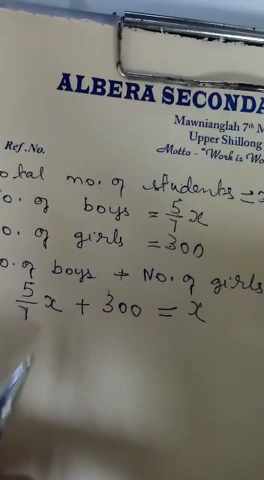 ALBERA SECONDA
Mawnianglah 7th M
Upper Shillong
Ref.No.
Motto - "Work is Wo
otal no. of students =
o. of boys = 5/7 x
o. of girls = 300
o. of boys + No. of girls
5/7 x + 300 = x